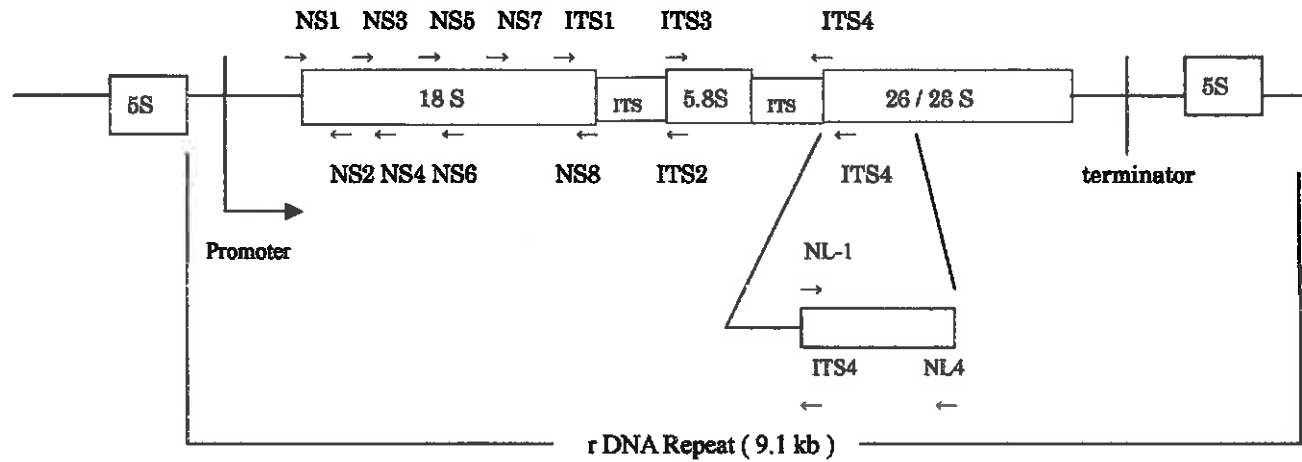 NS1 NS3 NS5 NS7 ITS1 ITS3 ITS4
5S 18 S ITS 5.8S ITS 26 / 28 S 5S
NS2 NS4 NS6 NS8 ITS2 ITS4 terminator
Promoter
NL-1
ITS4 NL4
r DNA Repeat ( 9.1 kb )